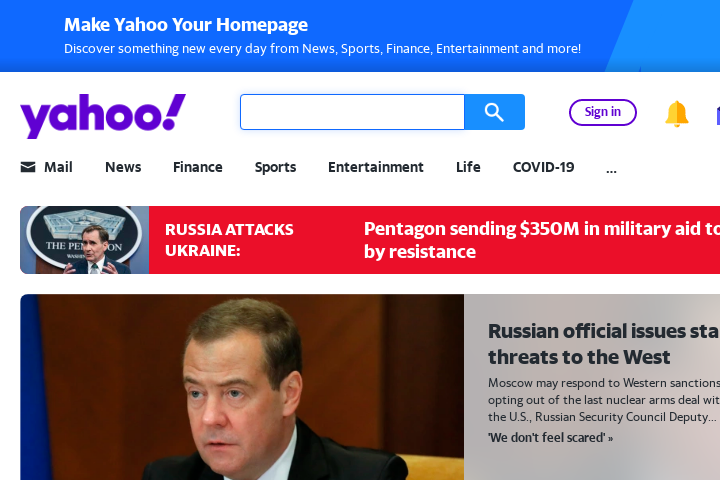 Make Yahoo Your Homepage
Discover something new every day from News, Sports, Finance, Entertainment and more!
yahoo!
Sign in
Mail News Finance Sports Entertainment Life COVID-19 ...
THE PENTAGON
RUSSIA ATTACKS
UKRAINE:
Pentagon sending $350M in military aid to
by resistance
Russian official issues sta
threats to the West
Moscow may respond to Western sanctions
opting out of the last nuclear arms deal wit
the U.S., Russian Security Council Deputy...
'We don't feel scared' »